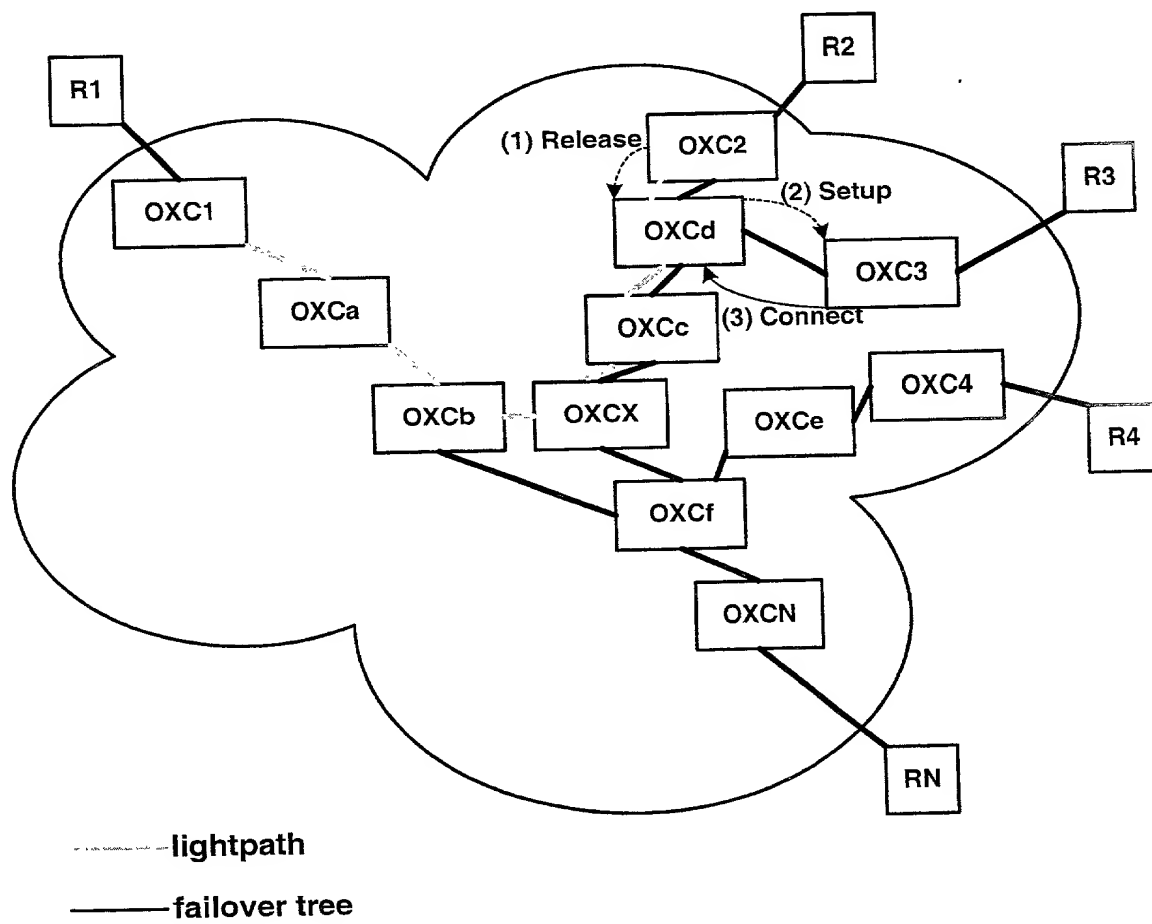 R2
R1
(1) Release
OXC2
R3
(2) Setup
OXC1
OXCd
OXC3
OXCa
(3) Connect
OXCc
OXC4
OXCb
OXCX
OXCe
R4
OXCf
OXCN
RN
lightpath
failover tree